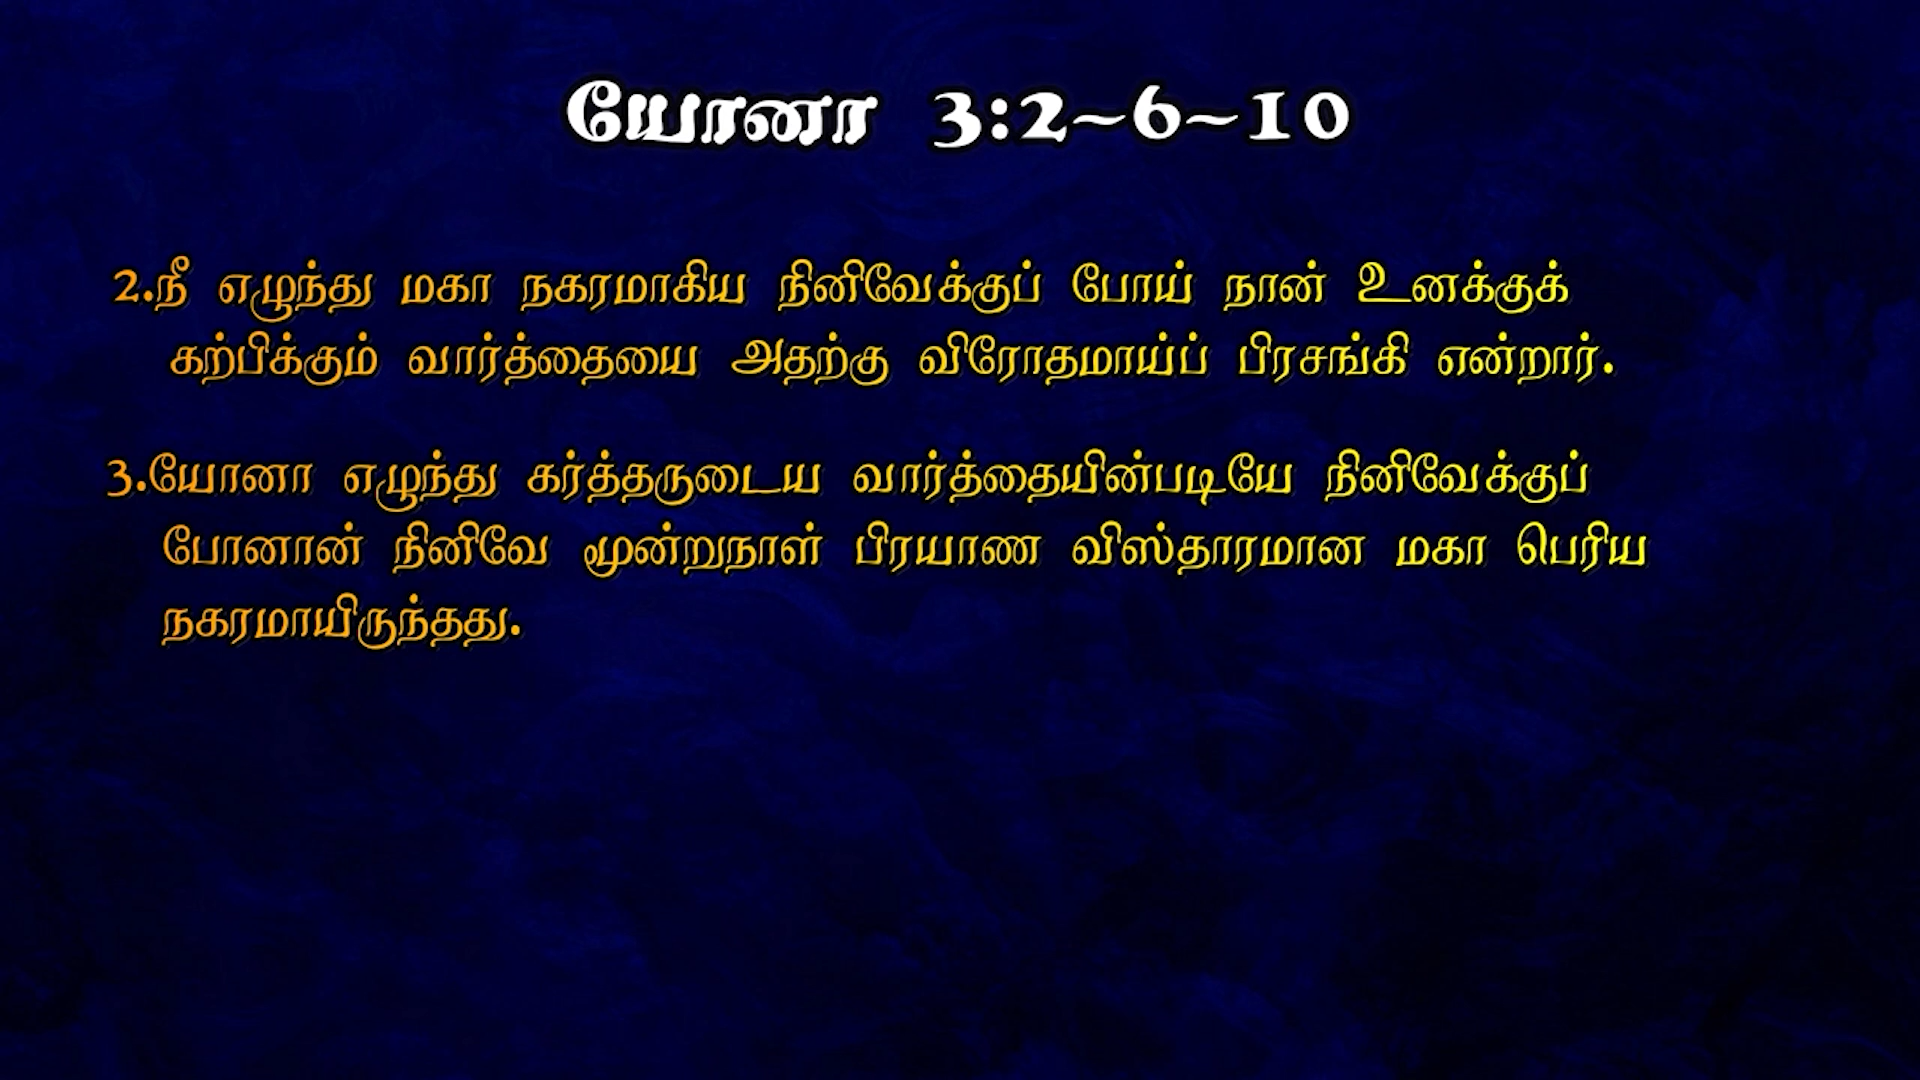 யோனா 3:2~6~10
2.நீ எழுந்து மகா நகரமாகிய நினிவேக்குப் போய் நான் உனக்குக்
கற்பிக்கும் வார்த்தையை அதற்கு விரோதமாய்ப் பிரசங்கி என்றார்.
3.யோனா எழுந்து கர்த்தருடைய வார்த்தையின்படியே நினிவேக்குப்
போனான் நினிவே மூன்றுநாள் பிரயாண விஸ்தாரமான மகா பெரிய
நகரமாயிருந்தது.